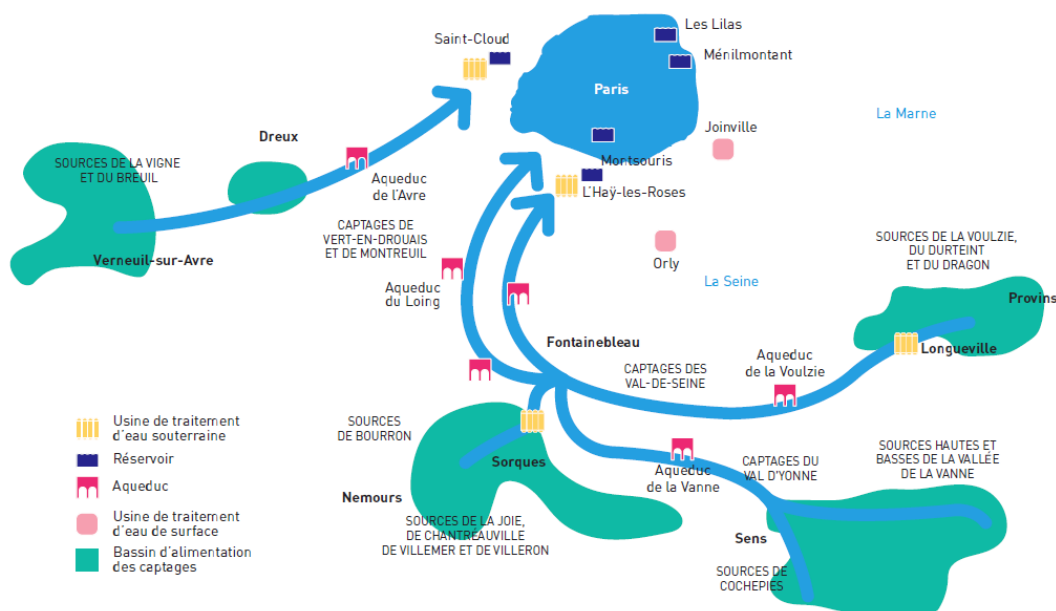 Les Lilas
Saint-Cloud
Ménilmontant
Paris
La Marne
Joinville
Dreux
SOURCES DE LA VIGNE
ET DU BREUIL
Montsouris
Aqueduc
de l'Avre
L'Haÿ-les-Roses
CAPTAGES DE
VERT-EN-DROUAIS
ET DE MONTREUIL
SOURCES DE LA VOULZIE,
DU DURTEINT
ET DU DRAGON
Verneuil-sur-Avre
Orly
Aqueduc
du Loing
La Seine
Provins
Fontainebleau
Longueville
Aqueduc
de la Voulzie
CAPTAGES DES
VAL-DE-SEINE
Usine de traitement
d'eau souterraine
Réservoir
Aqueduc
Usine de traitement
d'eau de surface
Bassin d'alimentation
des captages
SOURCES
DE BOURRON
Sorques
Nemours
SOURCES DE LA JOIE,
DE CHANTRÉAUVILLE
DE VILLEMER ET DE VILLERON
Aqueduc
de la Vanne
CAPTAGES DU
VAL D'YONNE
SOURCES HAUTES ET
BASSES DE LA VALLÉE
DE LA VANNE
Sens
SOURCES DE
COCHEPIES